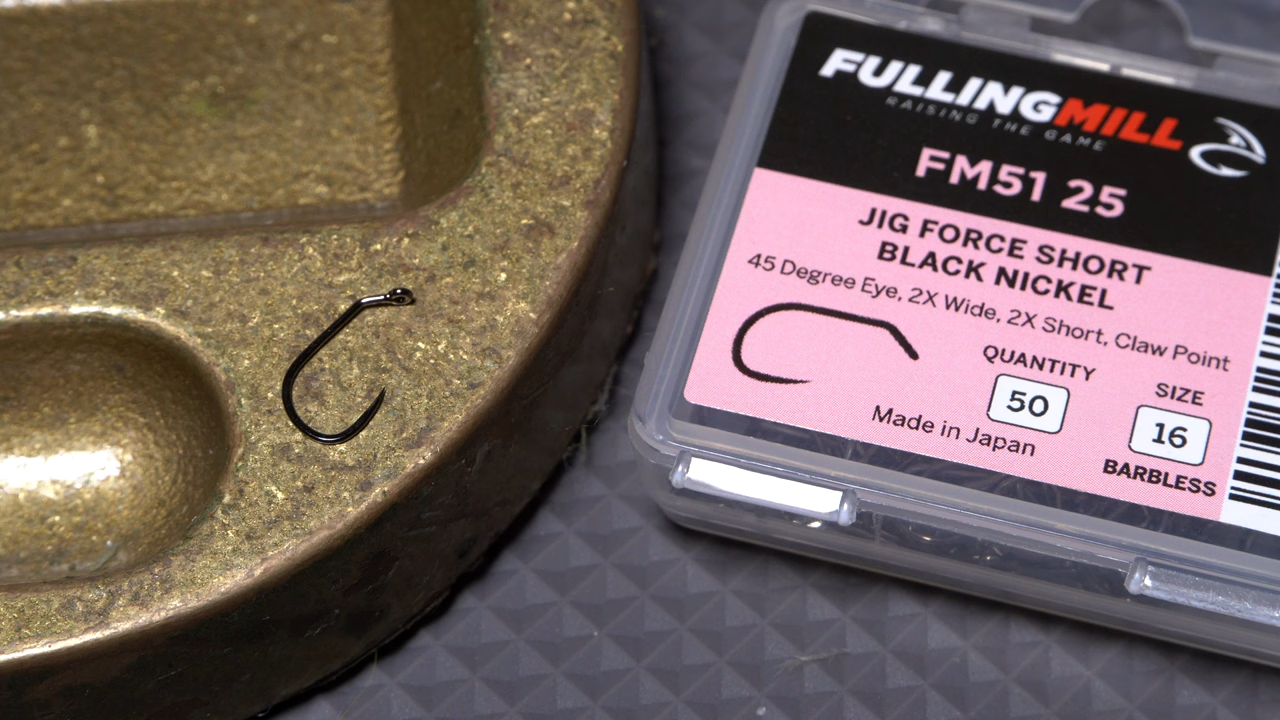 FULLINGMILL
RAISING THE GAME
FM51 25
JIG FORCE SHORT
BLACK NICKEL
45 Degree Eye, 2X Wide, 2X Short, Claw Point
QUANTITY
50
SIZE
16
Made in Japan
BARBLESS